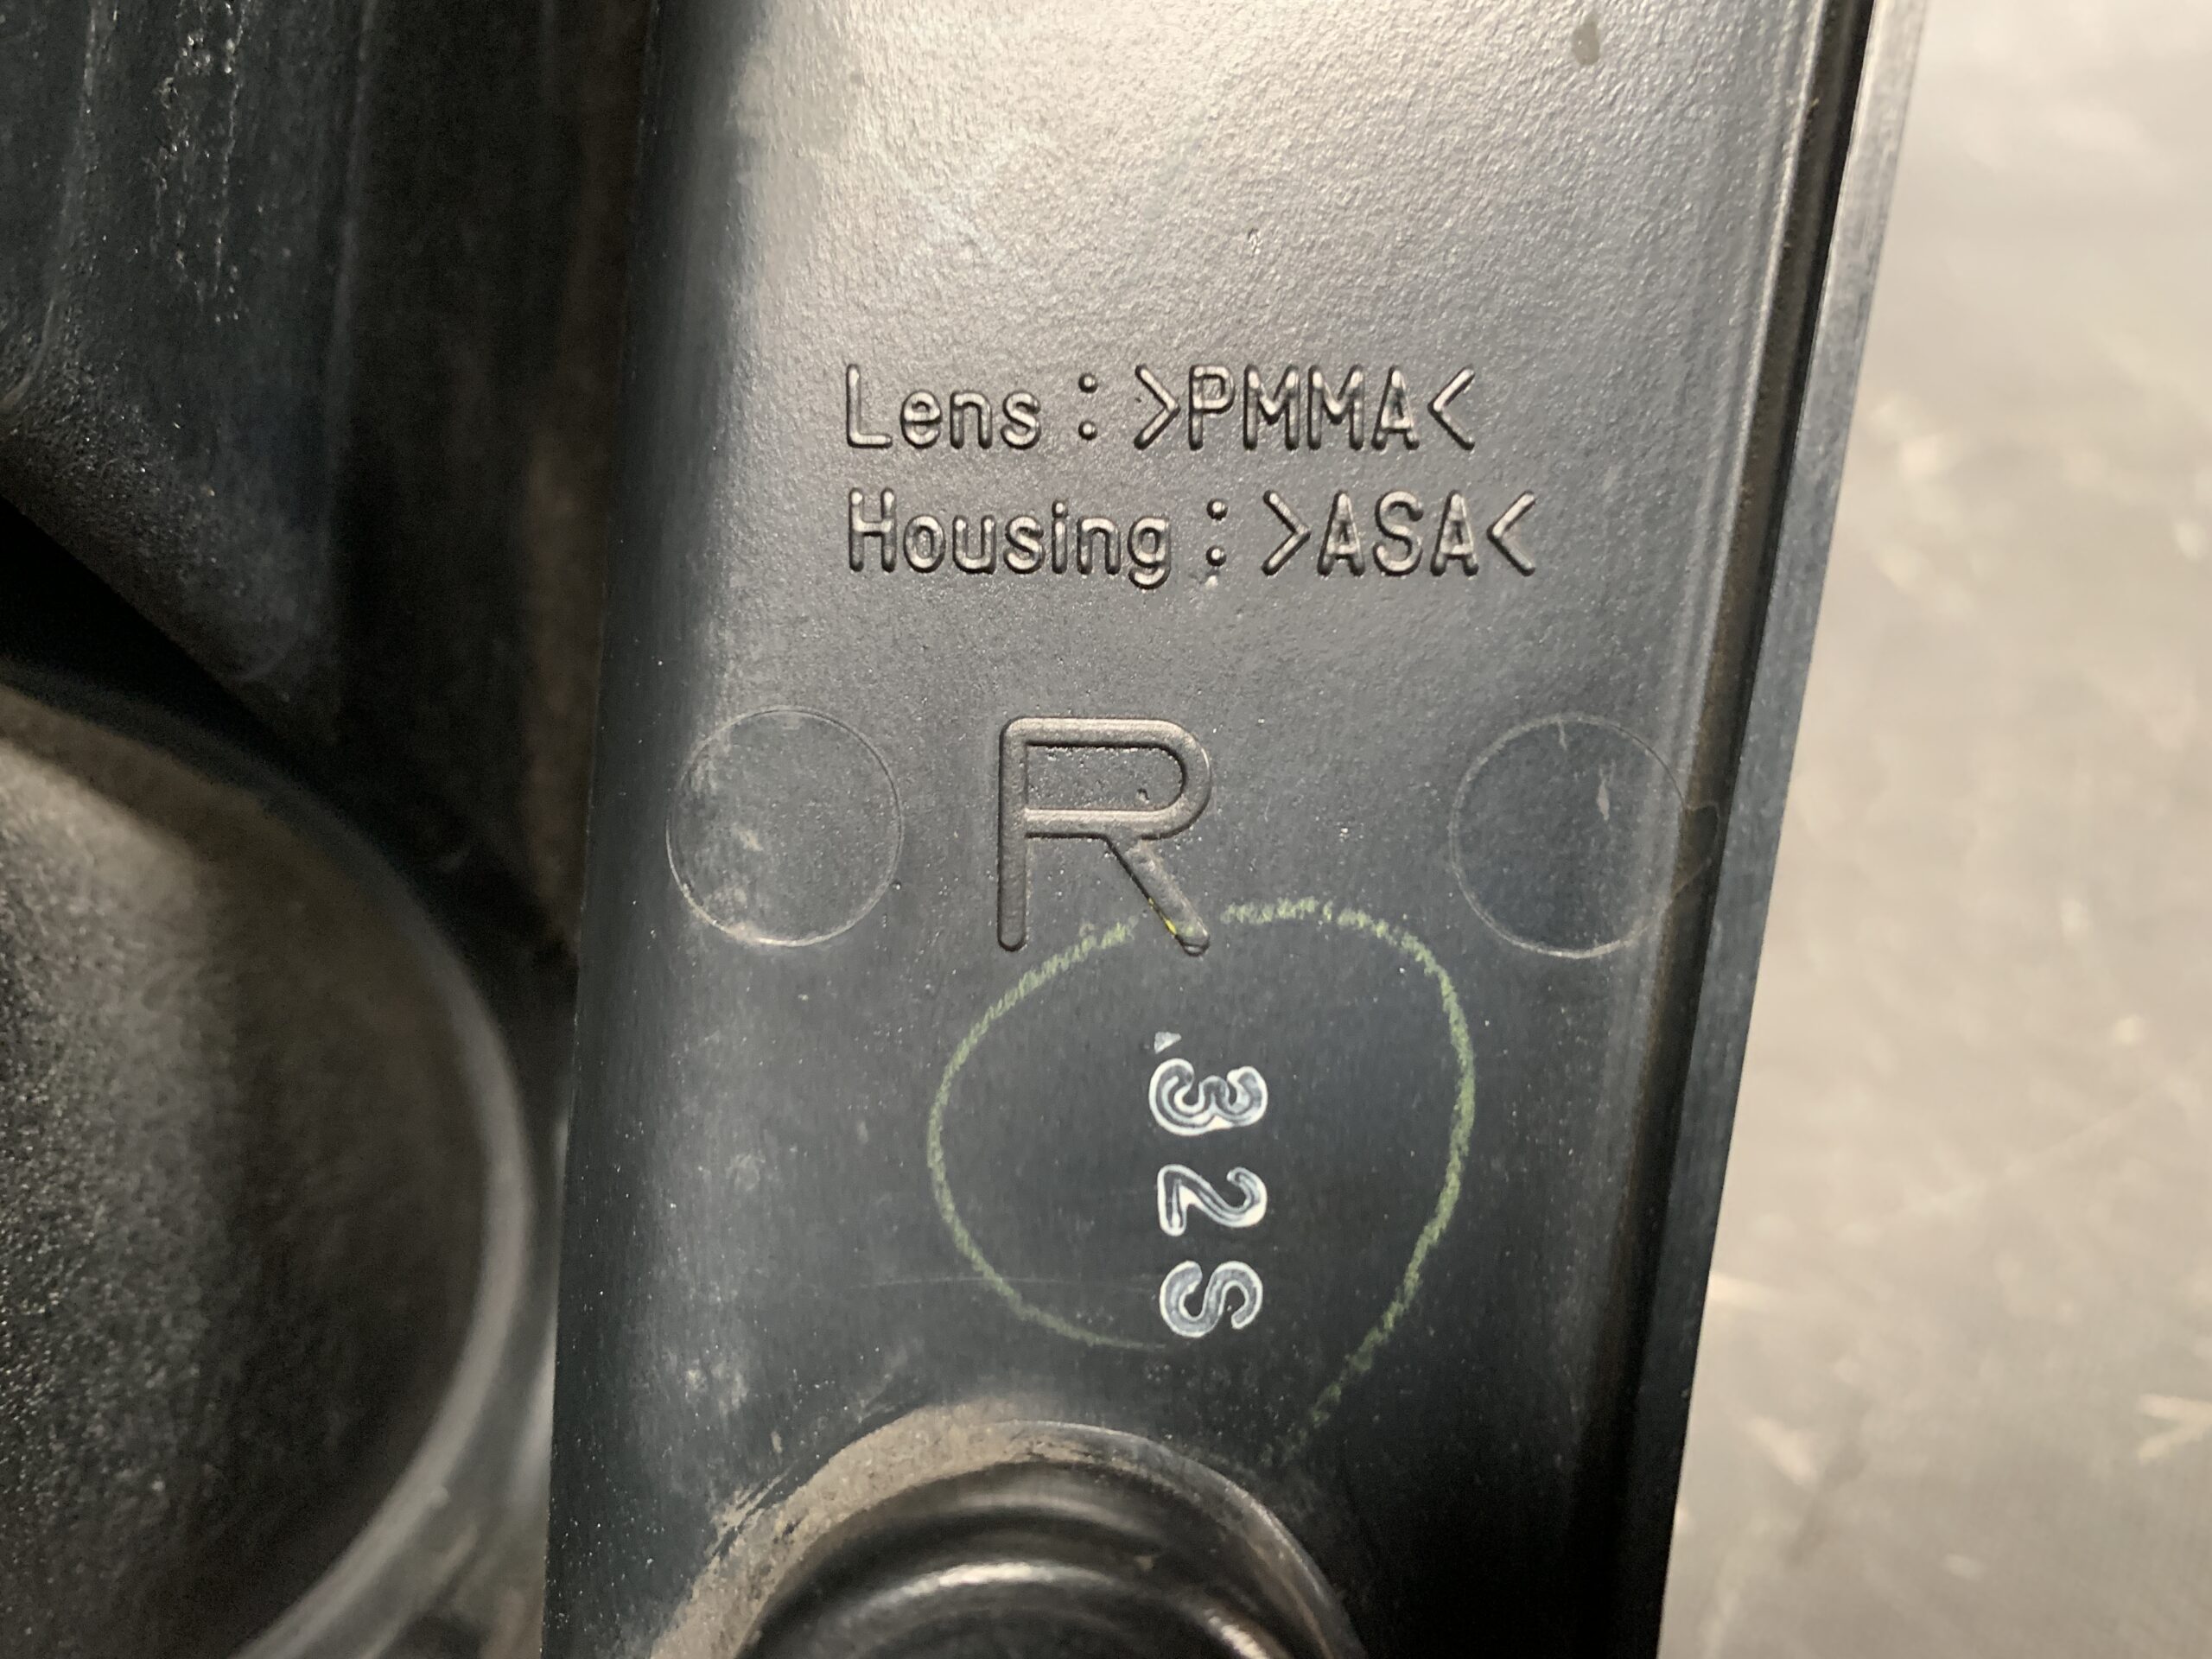 Lens : >PMMA<
Housing : >ASA<
R
32S